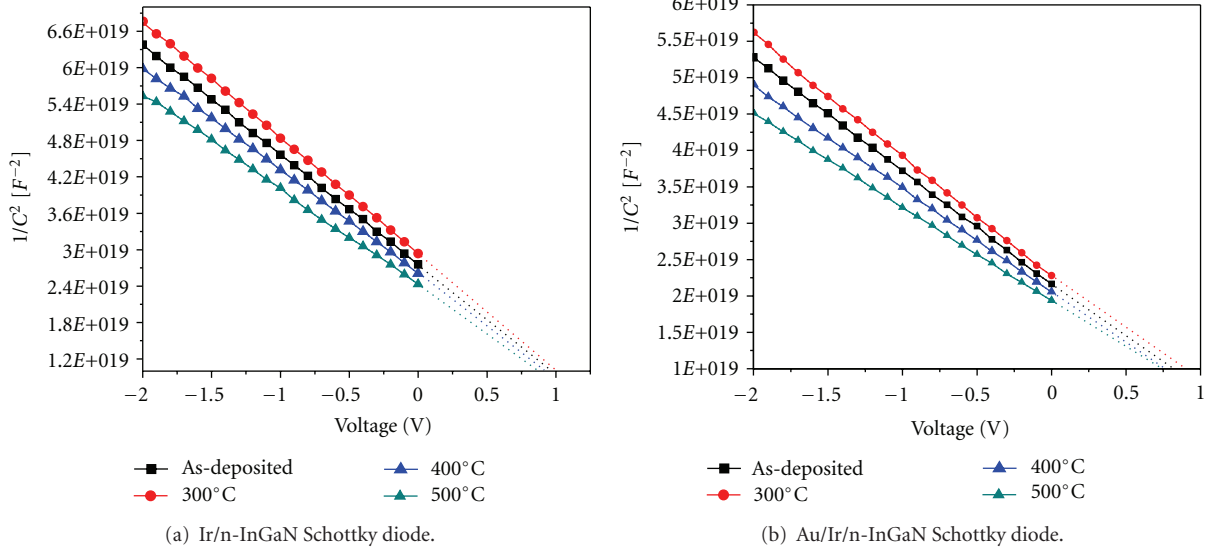 6.6E+019
6E+019
5.4E+019
4.8E+019
4.2E+019
3.6E+019
3E+019
2.4E+019
1.8E+019
1.2E+019
1/C² [F⁻²]
−2 −1.5 −1 −0.5 0 0.5 1
Voltage (V)
As-deposited
300°C
400°C
500°C
(a) Ir/n-InGaN Schottky diode.
6E+019
5.5E+019
5E+019
4.5E+019
4E+019
3.5E+019
3E+019
2.5E+019
2E+019
1.5E+019
1E+019
1/C² [F⁻²]
−2 −1.5 −1 −0.5 0 0.5 1
Voltage (V)
As-deposited
300°C
400°C
500°C
(b) Au/Ir/n-InGaN Schottky diode.